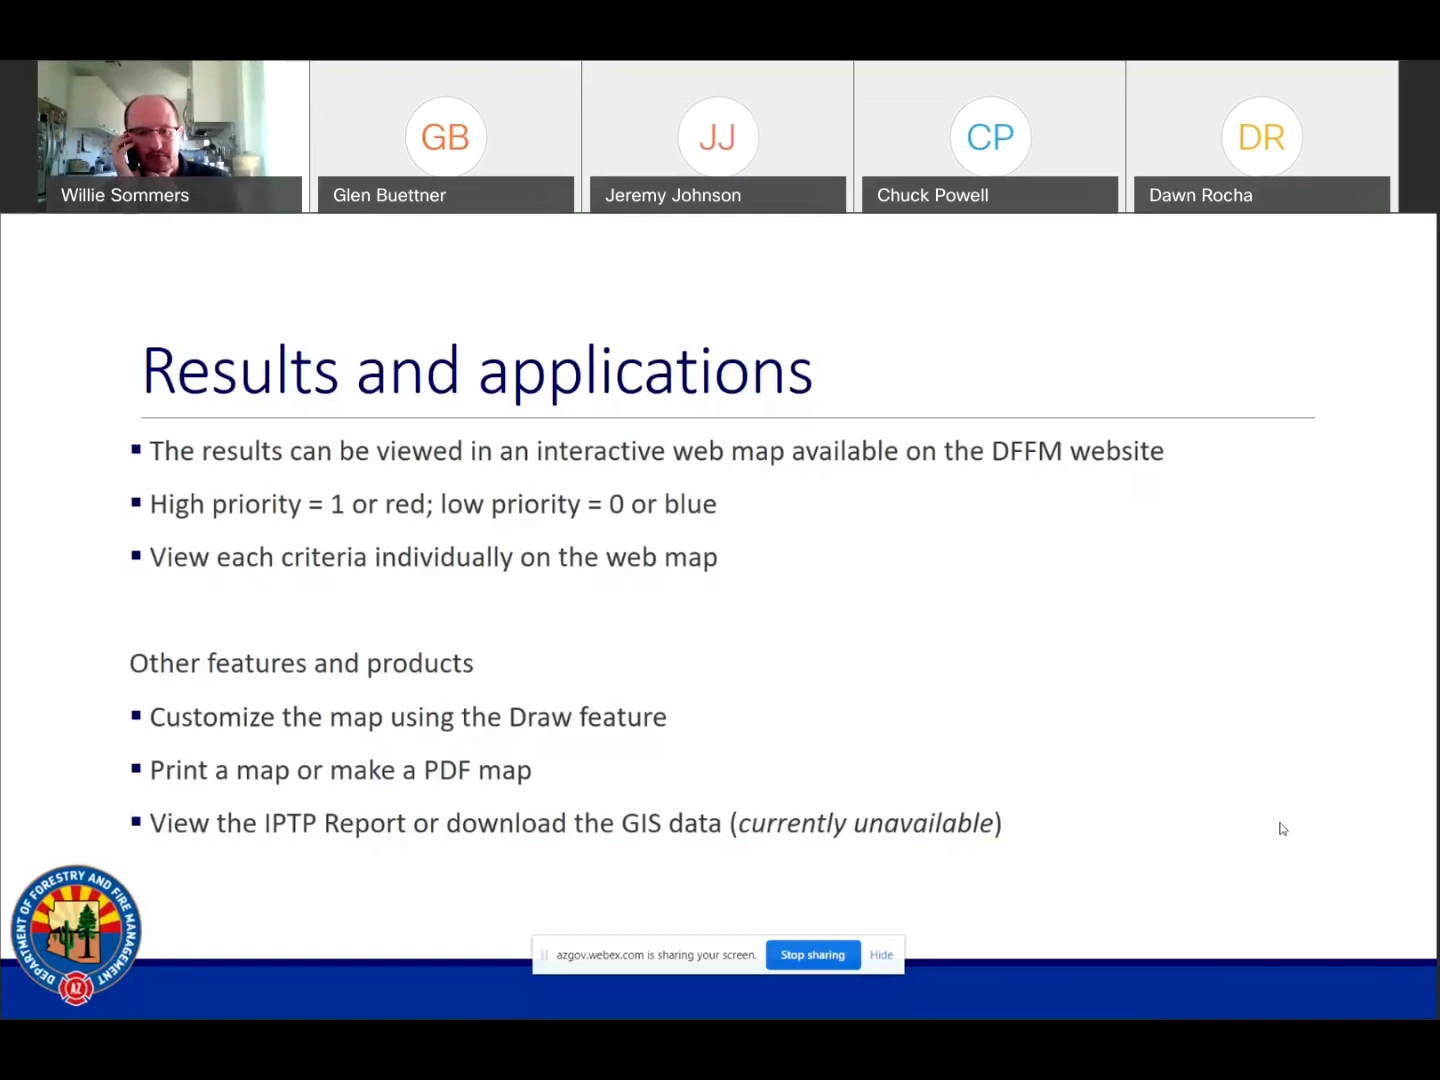 GB
JJ
CP
DR
Willie Sommers
Glen Buettner
Jeremy Johnson
Chuck Powell
Dawn Rocha
Results and applications
▪ The results can be viewed in an interactive web map available on the DFFM website
▪ High priority = 1 or red; low priority = 0 or blue
▪ View each criteria individually on the web map
Other features and products
▪ Customize the map using the Draw feature
▪ Print a map or make a PDF map
▪ View the IPTP Report or download the GIS data (currently unavailable)
DEPARTMENT OF FORESTRY AND FIRE MANAGEMENT
AZ
azgov.webex.com is sharing your screen.
Stop sharing
Hide